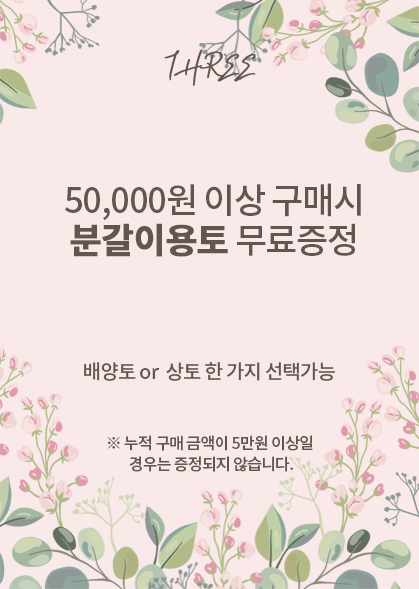 THREE
50,000원 이상 구매시
분갈이용토 무료증정
배양토 or 상토 한 가지 선택가능
※ 누적 구매 금액이 5만원 이상일
경우는 증정되지 않습니다.